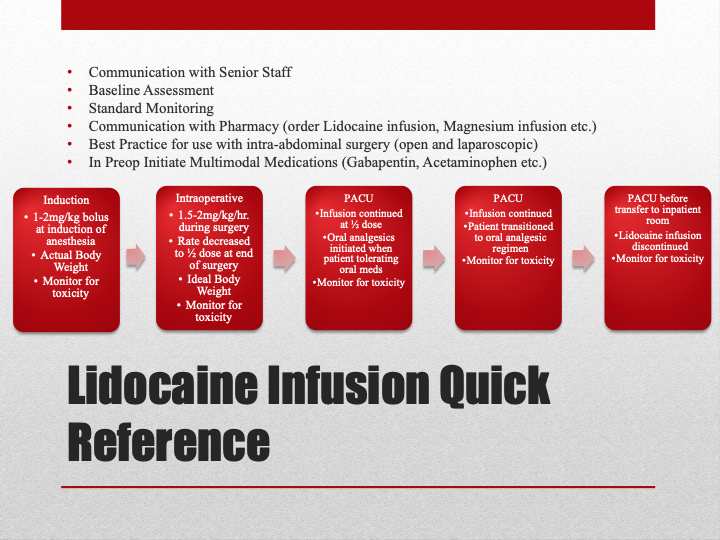 • Communication with Senior Staff
• Baseline Assessment
• Standard Monitoring
• Communication with Pharmacy (order Lidocaine infusion, Magnesium infusion etc.)
• Best Practice for use with intra-abdominal surgery (open and laparoscopic)
• In Preop Initiate Multimodal Medications (Gabapentin, Acetaminophen etc.)
Induction
• 1-2mg/kg bolus
at induction of
anesthesia
• Actual Body
Weight
• Monitor for
toxicity
Intraoperative
• 1.5-2mg/kg/hr.
during surgery
• Rate decreased
to ½ dose at end
of surgery
• Ideal Body
Weight
• Monitor for
toxicity
PACU
•Infusion continued
at ½ dose
•Oral analgesics
initiated when
patient tolerating
oral meds
•Monitor for toxicity
PACU
•Infusion continued
•Patient transitioned
to oral analgesic
regimen
•Monitor for toxicity
PACU before
transfer to inpatient
room
•Lidocaine infusion
discontinued
•Monitor for toxicity
Lidocaine Infusion Quick
Reference